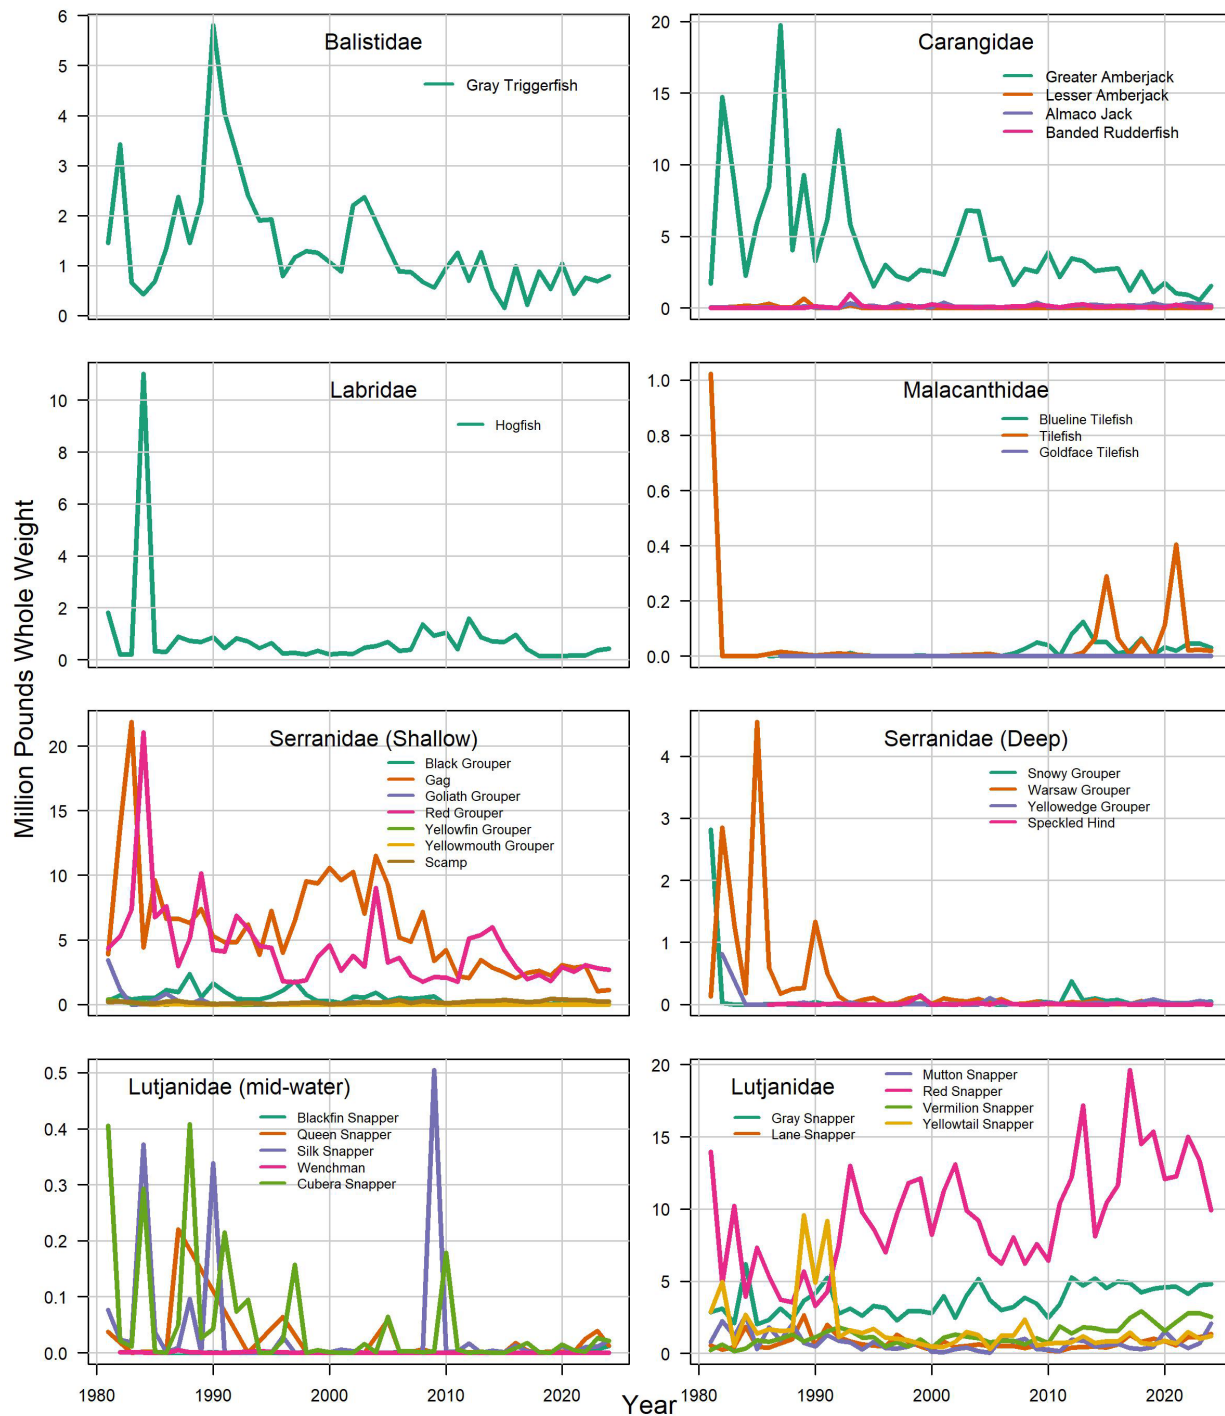 Million Pounds Whole Weight
Balistidae
Gray Triggerfish
6
5
4
3
2
1
0
Carangidae
Greater Amberjack
Lesser Amberjack
Almaco Jack
Banded Rudderfish
20
15
10
5
0
Labridae
Hogfish
10
8
6
4
2
0
Malacanthidae
Blueline Tilefish
Tilefish
Goldface Tilefish
1.0
0.8
0.6
0.4
0.2
0.0
Serranidae (Shallow)
Black Grouper
Gag
Goliath Grouper
Red Grouper
Yellowfin Grouper
Yellowmouth Grouper
Scamp
20
15
10
5
0
Serranidae (Deep)
Snowy Grouper
Warsaw Grouper
Yellowedge Grouper
Speckled Hind
4
3
2
1
0
Lutjanidae (mid-water)
Blackfin Snapper
Queen Snapper
Silk Snapper
Wenchman
Cubera Snapper
0.5
0.4
0.3
0.2
0.1
0.0
1980 1990 2000 2010 2020
Lutjanidae
Gray Snapper
Lane Snapper
Mutton Snapper
Red Snapper
Vermilion Snapper
Yellowtail Snapper
20
15
10
5
0
1980 1990 2000 2010 2020
Year